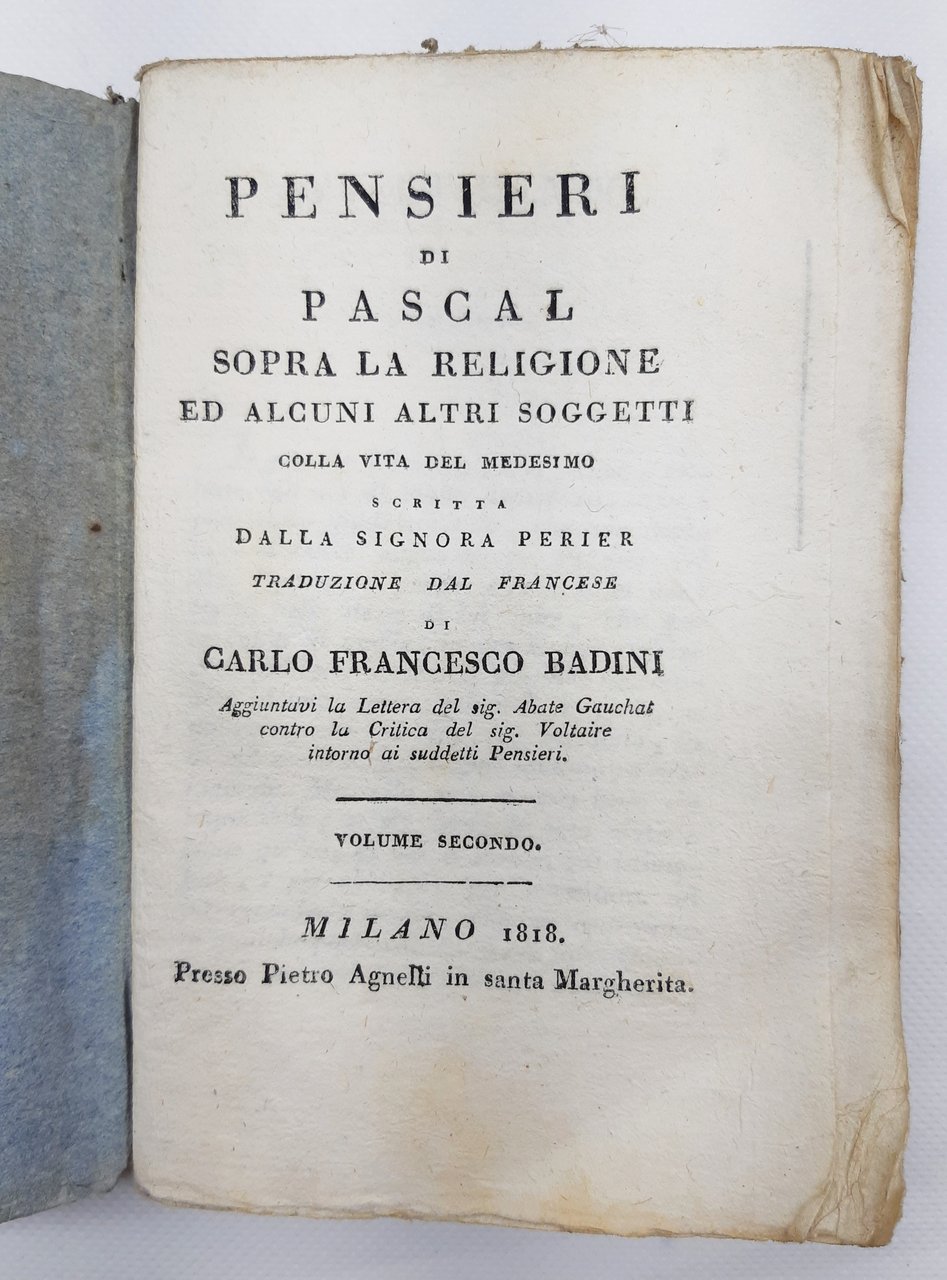 PENSIERI
DI
PASCAL
SOPRA LA RELIGIONE
ED ALCUNI ALTRI SOGGETTI
COLLA VITA DEL MEDESIMO
SCRITTA
DALLA SIGNORA PERIER
TRADUZIONE DAL FRANCESE
DI
CARLO FRANCESCO BADINI
Aggiuntavi la Lettera del sig. Abate Gauchat
contro la Critica del sig. Voltaire
intorno ai suddetti Pensieri.
VOLUME SECONDO.
MILANO 1818.
Presso Pietro Agnelli in santa Margherita.